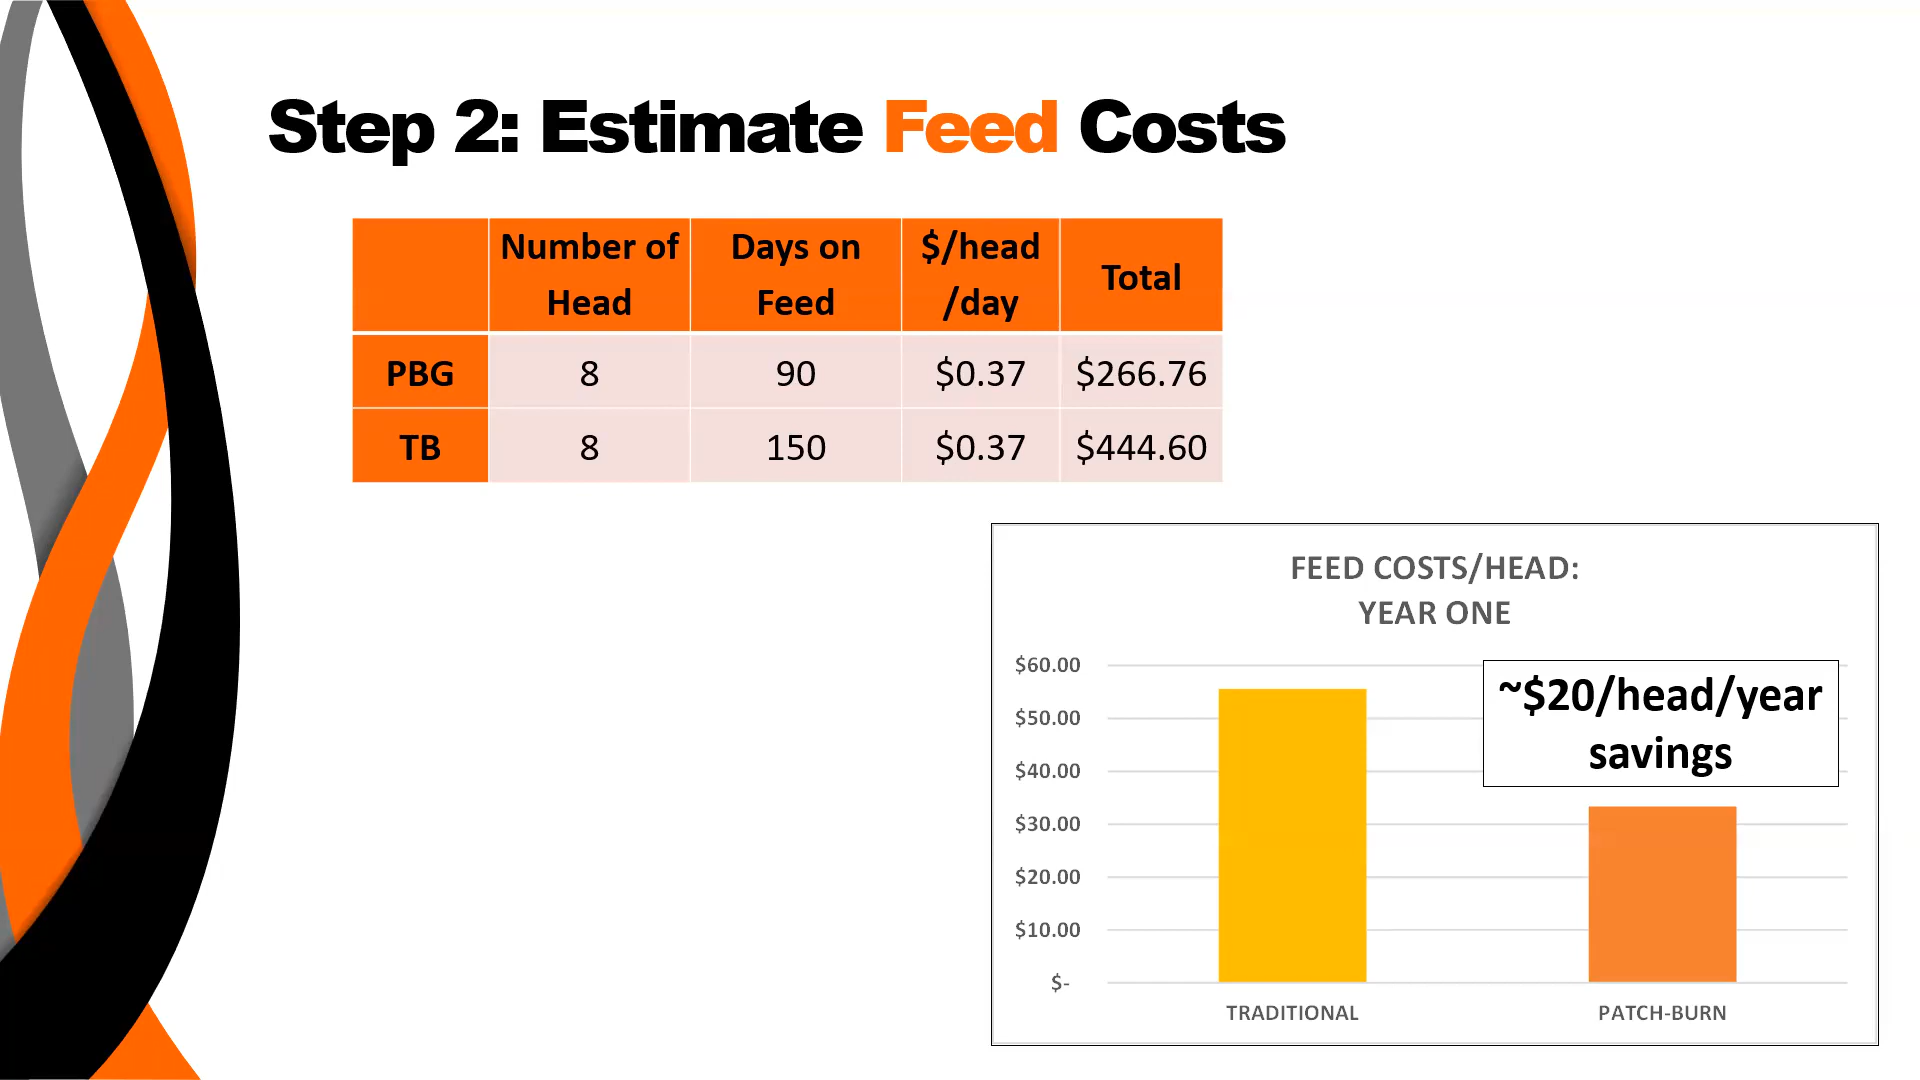 Step 2: Estimate Feed Costs
Number of Head
Days on Feed
$/head /day
Total
PBG 8 90 $0.37 $266.76
TB 8 150 $0.37 $444.60
FEED COSTS/HEAD:
YEAR ONE
~$20/head/year
savings
$60.00
$50.00
$40.00
$30.00
$20.00
$10.00
$-
TRADITIONAL PATCH-BURN